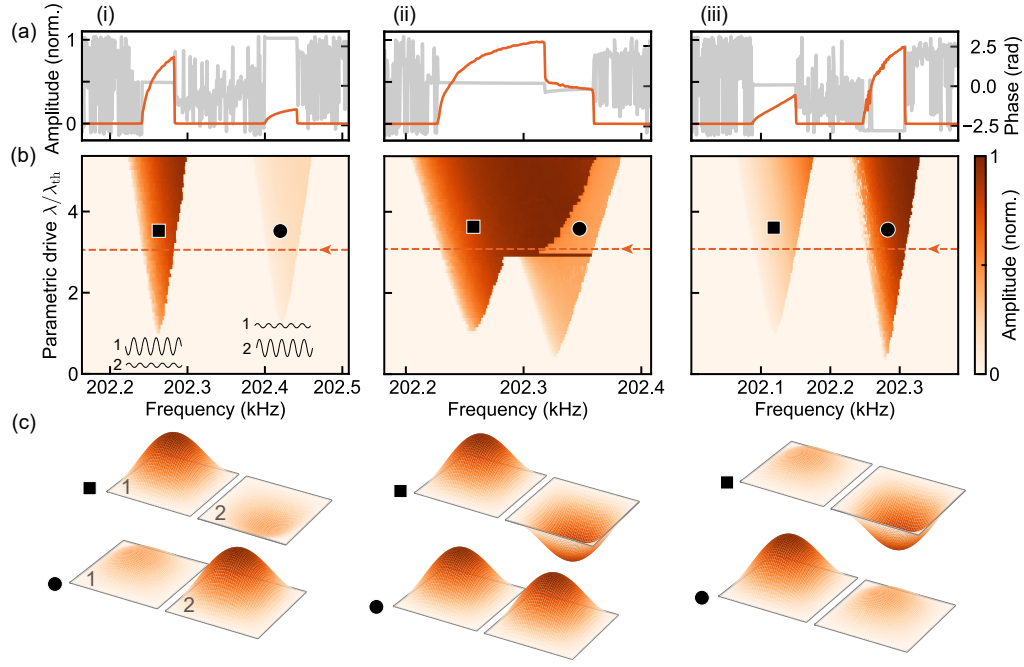 (i) (ii) (iii)
(a)
Amplitude (norm.)
1
0
2.5
0.0
−2.5
Phase (rad)
(b)
Parametric drive λ/λth
4
2
0
1
2
1
2
202.2 202.3 202.4 202.5
Frequency (kHz)
202.2 202.3 202.4
Frequency (kHz)
202.1 202.2 202.3
Frequency (kHz)
1
0
Amplitude (norm.)
(c)
1
2
1
2